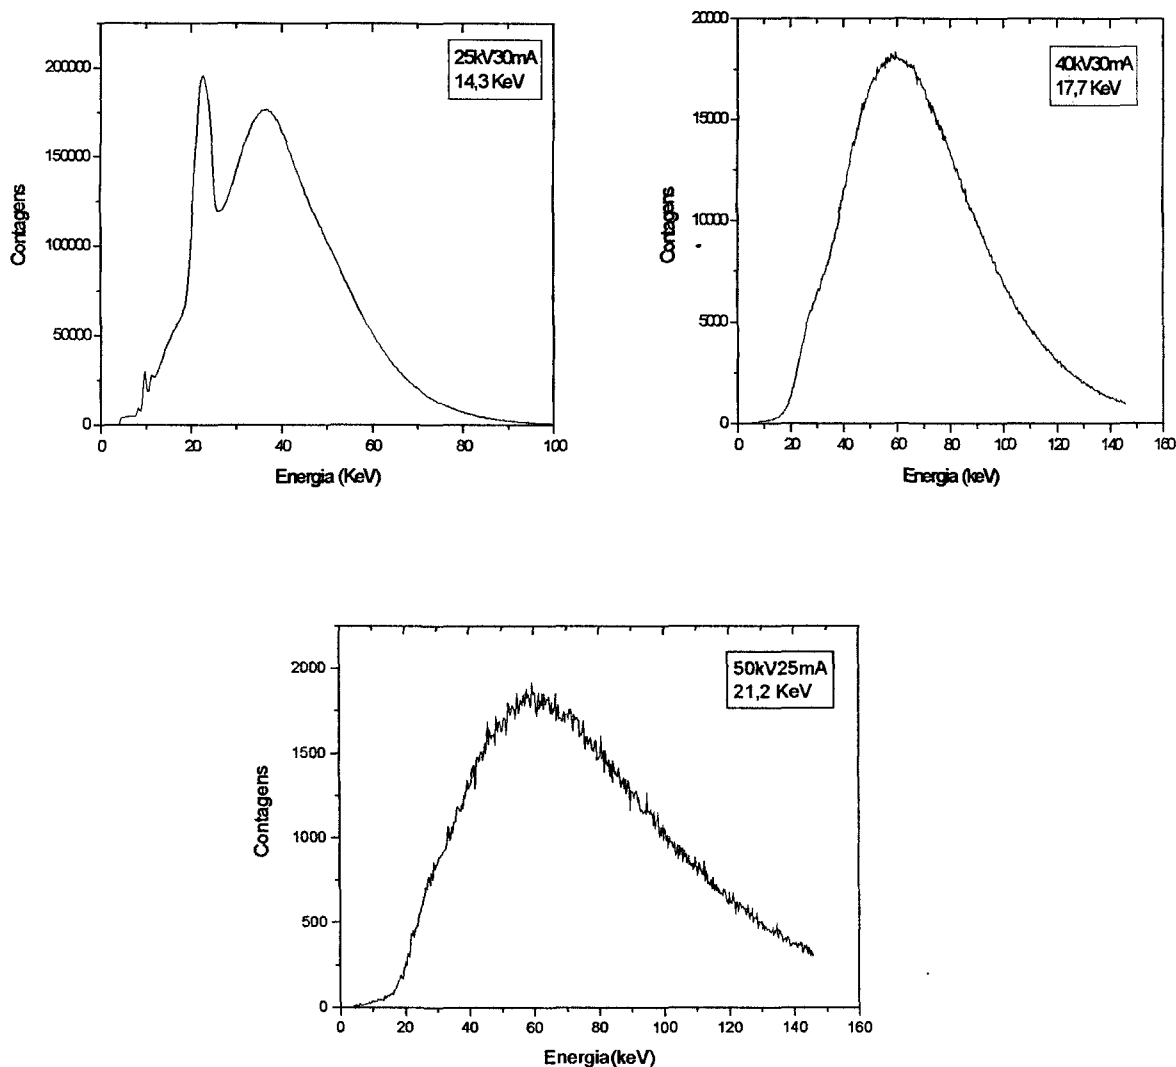 25kV30mA
14,3 KeV
200000
150000
100000
50000
0
Contagens
0 20 40 60 80 100
Energia (KeV)
40kV30mA
17,7 KeV
20000
15000
10000
5000
0
Contagens
0 20 40 60 80 100 120 140 160
Energia (keV)
50kV25mA
21,2 KeV
2000
1500
1000
500
0
Contagens
0 20 40 60 80 100 120 140 160
Energia(keV)